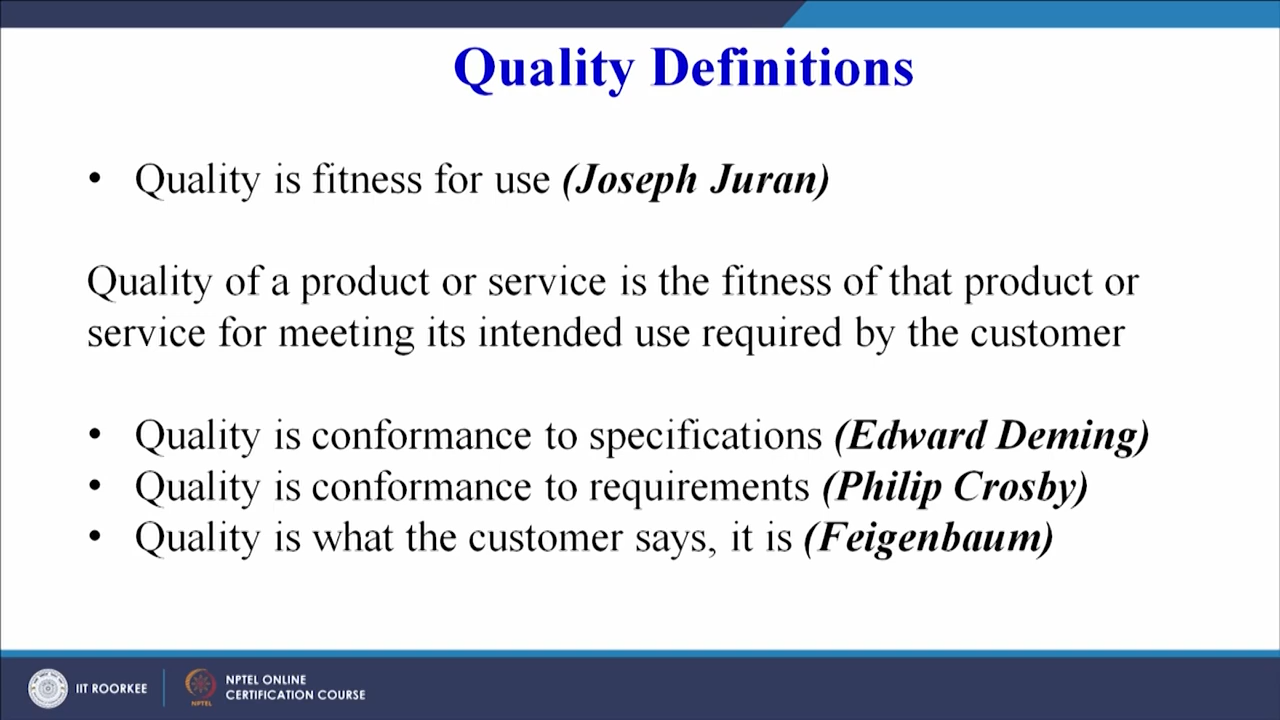 Quality Definitions
• Quality is fitness for use (Joseph Juran)
Quality of a product or service is the fitness of that product or
service for meeting its intended use required by the customer
• Quality is conformance to specifications (Edward Deming)
• Quality is conformance to requirements (Philip Crosby)
• Quality is what the customer says, it is (Feigenbaum)
IIT ROORKEE
NPTEL
NPTEL ONLINE
CERTIFICATION COURSE